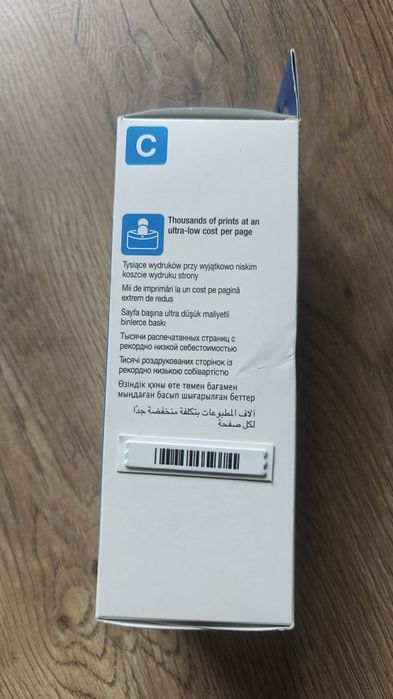 C
Thousands of prints at an
ultra-low cost per page
Tysiące wydruków przy wyjątkowo niskim
koszcie wydruku strony
Mii de imprimări la un cost pe pagină
extrem de redus
Sayfa başına ultra düşük maliyetli
binlerce baskı
Тысячи распечатанных страниц с
рекордно низкой себестоимостью
Тисячі роздрукованих сторінок із
рекордно низькою собівартістю
Өзіндік құны өте төмен бағамен
мыңдаған басып шығарылған беттер
آلاف المطبوعات بتكلفة منخفضة جدًا
لكل صفحة